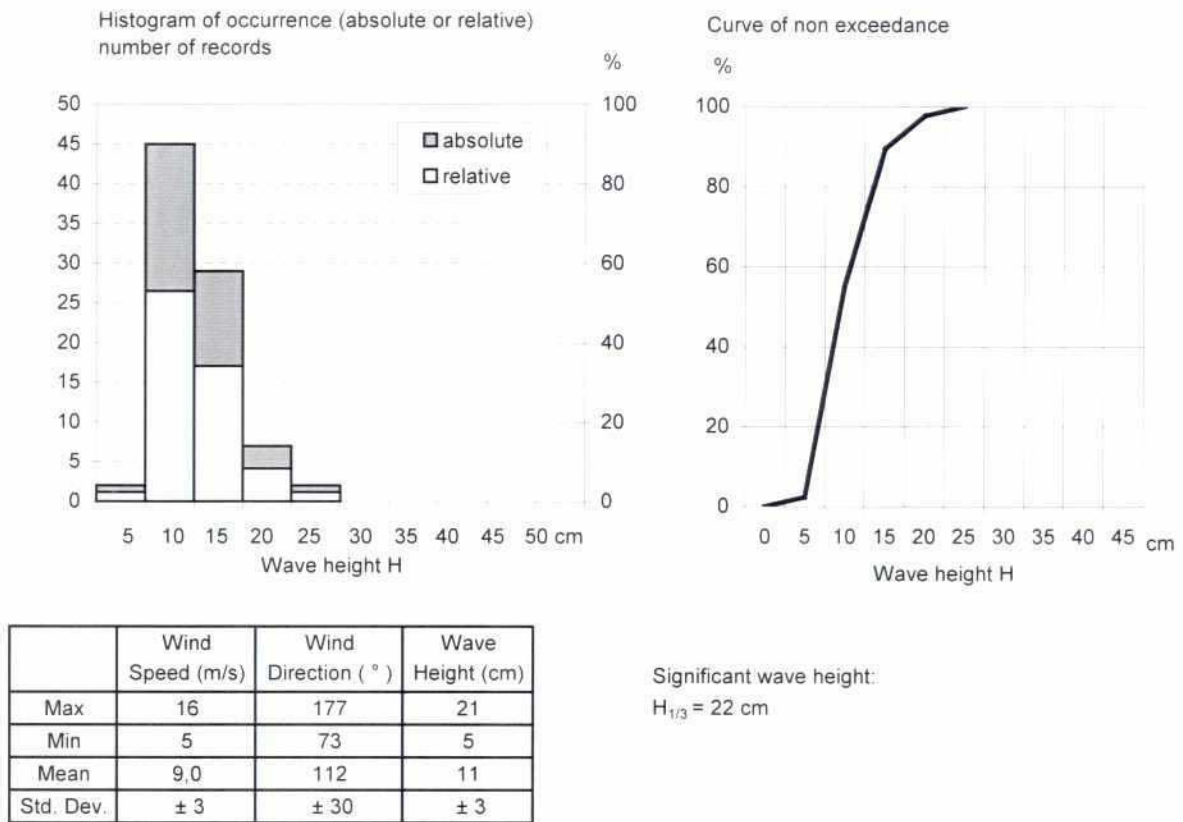 Histogram of occurrence (absolute or relative)
number of records
%
50
45
40
35
30
25
20
15
10
5
0
100
80
60
40
20
0
absolute
relative
5 10 15 20 25 30 35 40 45 50 cm
Wave height H
Curve of non exceedance
%
100
80
60
40
20
0
0 5 10 15 20 25 30 35 40 45 cm
Wave height H
Wind Speed (m/s) Wind Direction ( ° ) Wave Height (cm)
Max 16 177 21
Min 5 73 5
Mean 9,0 112 11
Std. Dev. ± 3 ± 30 ± 3
Significant wave height:
H1/3 = 22 cm